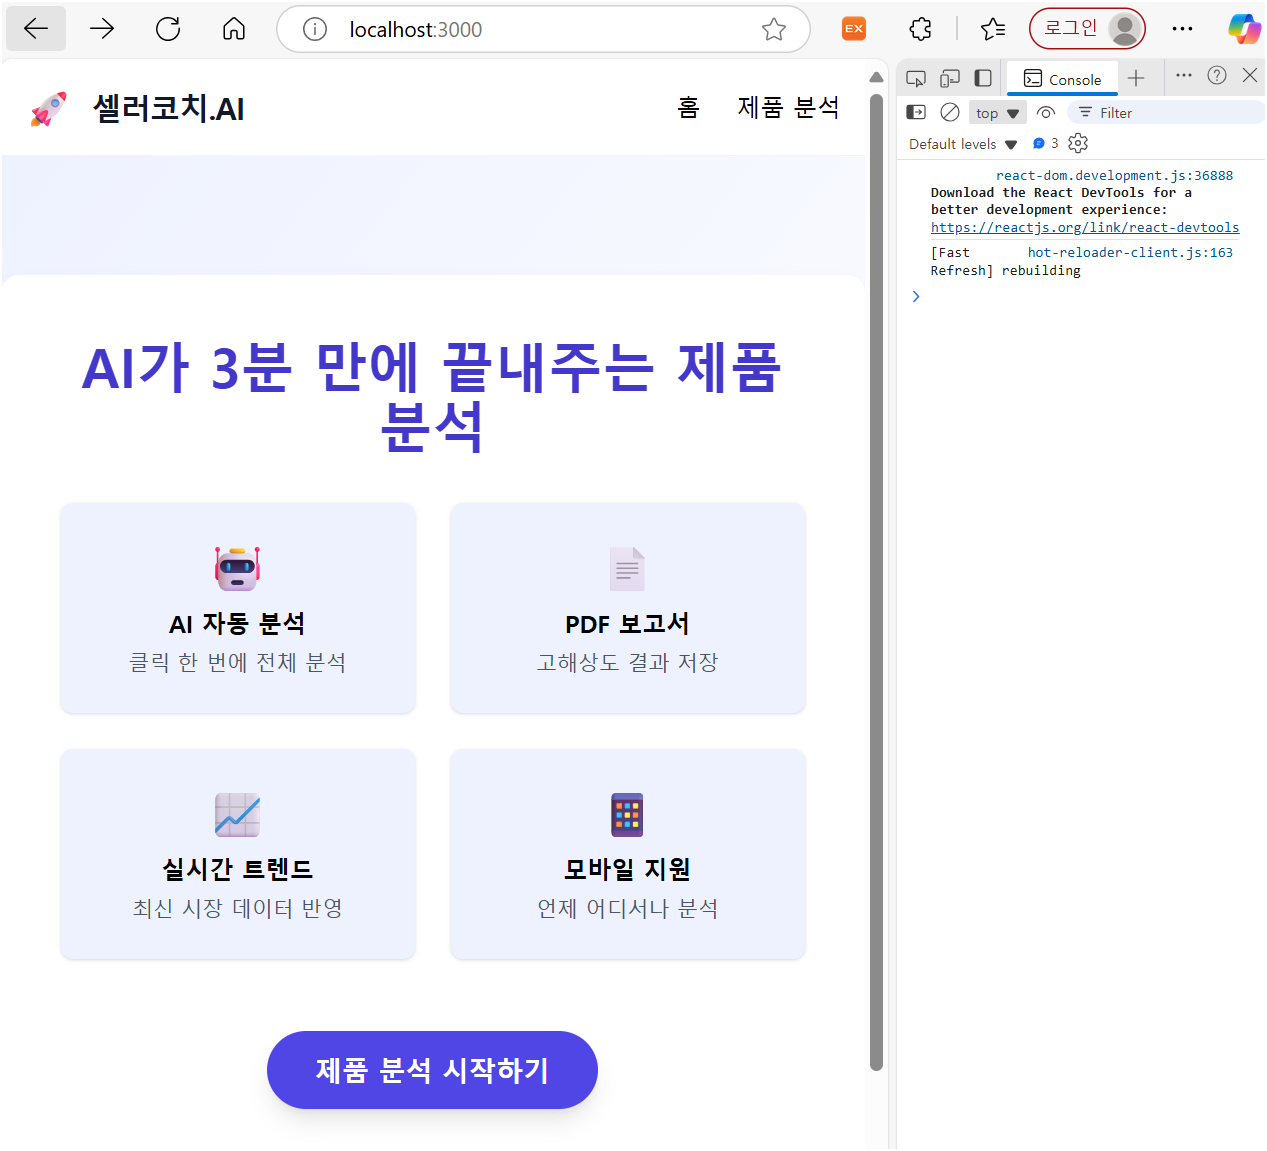 localhost:3000
EX
로그인
셀러코치.AI
홈
제품 분석
AI가 3분 만에 끝내주는 제품
분석
AI 자동 분석
클릭 한 번에 전체 분석
PDF 보고서
고해상도 결과 저장
실시간 트렌드
최신 시장 데이터 반영
모바일 지원
언제 어디서나 분석
제품 분석 시작하기
Console
top
Filter
Default levels
3
react-dom.development.js:36888
Download the React DevTools for a
better development experience:
https://reactjs.org/link/react-devtools
[Fast hot-reloader-client.js:163
Refresh] rebuilding